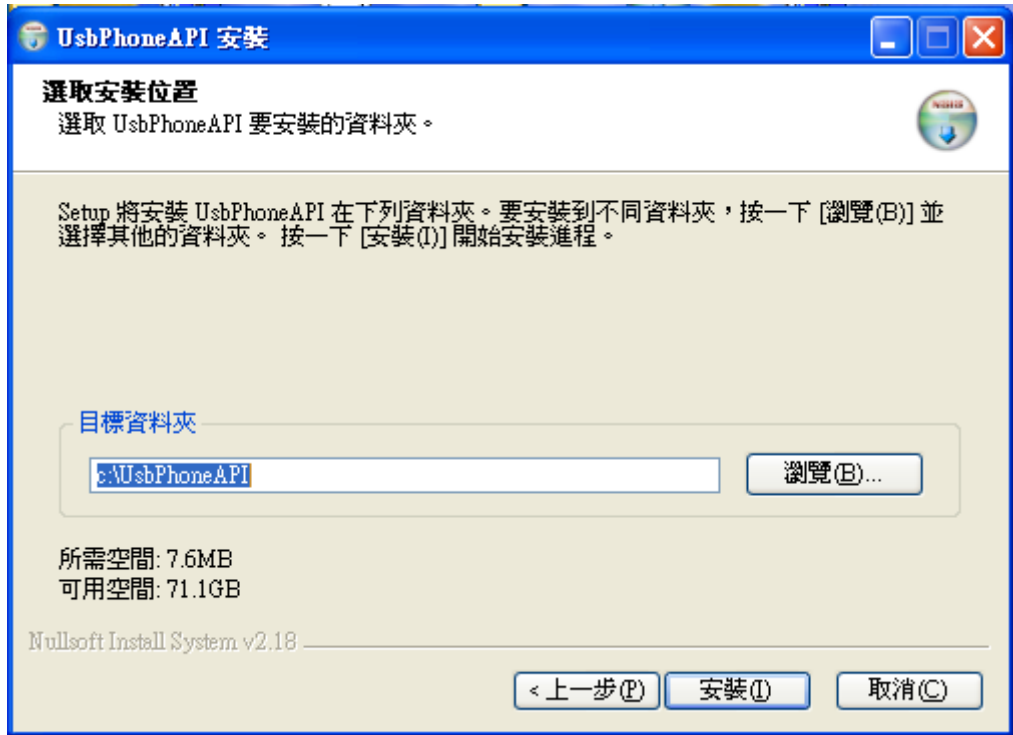 UsbPhoneAPI 安裝
選取安裝位置
選取 UsbPhoneAPI 要安裝的資料夾。
Setup 將安裝 UsbPhoneAPI 在下列資料夾。要安裝到不同資料夾，按一下 [瀏覽(B)] 並
選擇其他的資料夾。 按一下 [安裝(I)] 開始安裝進程。
目標資料夾
c:\UsbPhoneAPI
瀏覽(B)...
所需空間: 7.6MB
可用空間: 71.1GB
Nullsoft Install System v2.18
< 上一步(P)
安裝(I)
取消(C)